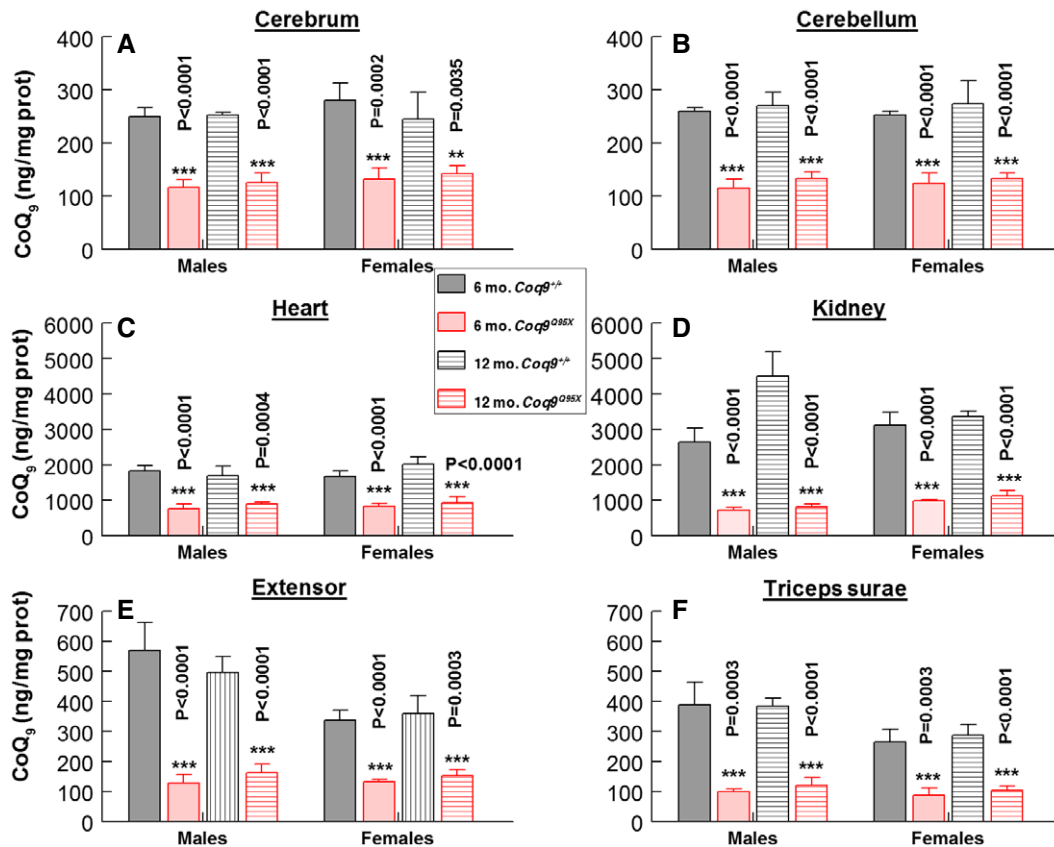 Cerebrum
A
CoQ₉ (ng/mg prot)
400
300
200
100
0
P<0.0001
P<0.0001
P=0.0002
P=0.0035
***
***
***
**
Males
Females
Cerebellum
B
400
300
200
100
0
P<0.0001
P<0.0001
P<0.0001
P<0.0001
***
***
***
***
Males
Females
6 mo. Coq9⁺/⁺
6 mo. Coq9Q95X
12 mo. Coq9⁺/⁺
12 mo. Coq9Q95X
Heart
C
CoQ₉ (ng/mg prot)
6000
5000
4000
3000
2000
1000
0
P<0.0001
P=0.0004
P<0.0001
P<0.0001
***
***
***
***
Males
Females
Kidney
D
6000
5000
4000
3000
2000
1000
0
P<0.0001
P<0.0001
P<0.0001
P<0.0001
***
***
***
***
Males
Females
Extensor
E
CoQ₉ (ng/mg prot)
700
600
500
400
300
200
100
0
P<0.0001
P<0.0001
P<0.0001
P=0.0003
***
***
***
***
Males
Females
Triceps surae
F
700
600
500
400
300
200
100
0
P=0.0003
P<0.0001
P=0.0003
P<0.0001
***
***
***
***
Males
Females